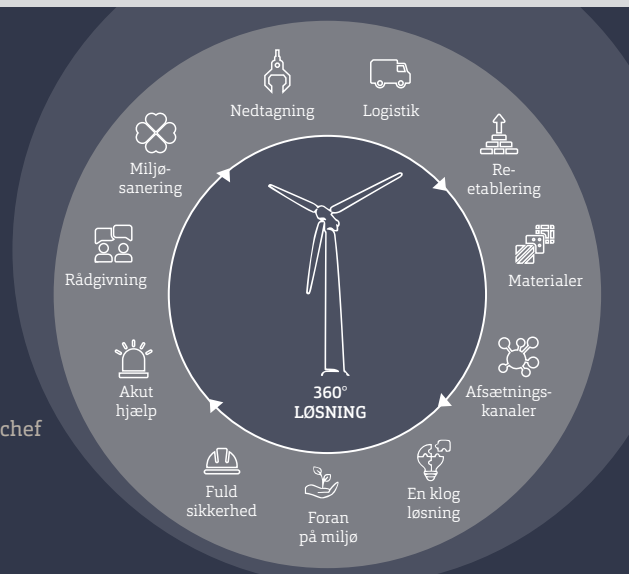 Nedtagning
Logistik
Miljø-
sanering
Re-
etablering
Rådgivning
Materialer
Akut
hjælp
360°
LØSNING
Afsætnings-
kanaler
chef
Fuld
sikkerhed
Foran
på miljø
En klog
løsning